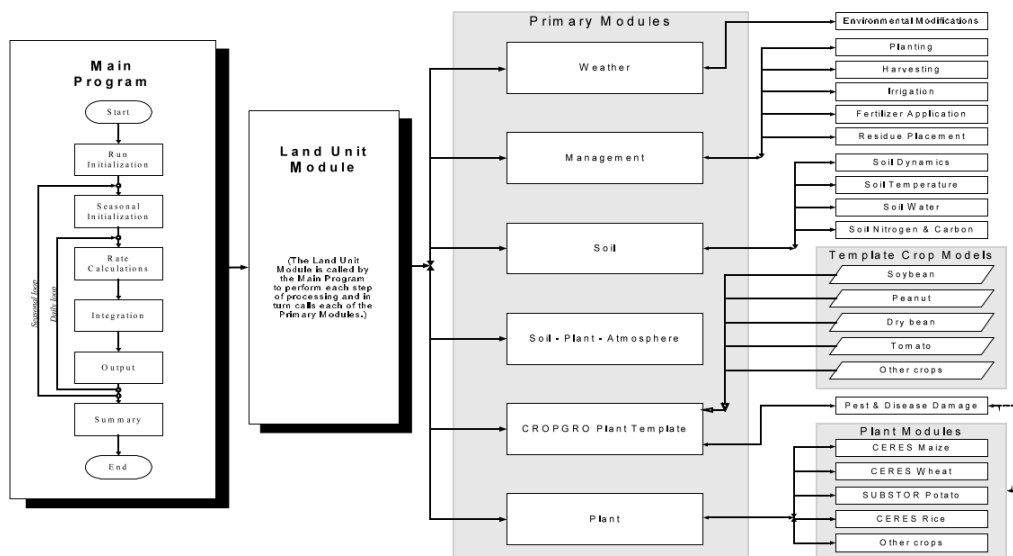 Main
Program
Start
Run
Initialization
Seasonal
Initialization
Rate
Calculations
Integration
Output
Summary
End
Seasonal loop
Daily loop
Land Unit
Module
(The Land Unit
Module is called by
the Main Program
to perform each step
of processing and in
turn calls each of the
Primary Modules.)
Primary Modules
Weather
Management
Soil
Soil - Plant - Atmosphere
CROPGRO Plant Template
Plant
Environmental Modifications
Planting
Harvesting
Irrigation
Fertilizer Application
Residue Placement
Soil Dynamics
Soil Temperature
Soil Water
Soil Nitrogen & Carbon
Template Crop Models
Soybean
Peanut
Dry bean
Tomato
Other crops
Pest & Disease Damage
Plant Modules
CERES Maize
CERES Wheat
SUBSTOR Potato
CERES Rice
Other crops